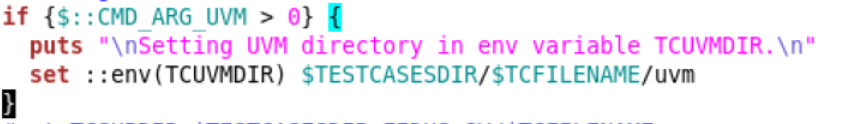 if {$::CMD_ARG_UVM > 0} {
puts "\nSetting UVM directory in env variable TCUVMDIR.\n"
set ::env(TCUVMDIR) $TESTCASESDIR/$TCFILENAME/uvm
}